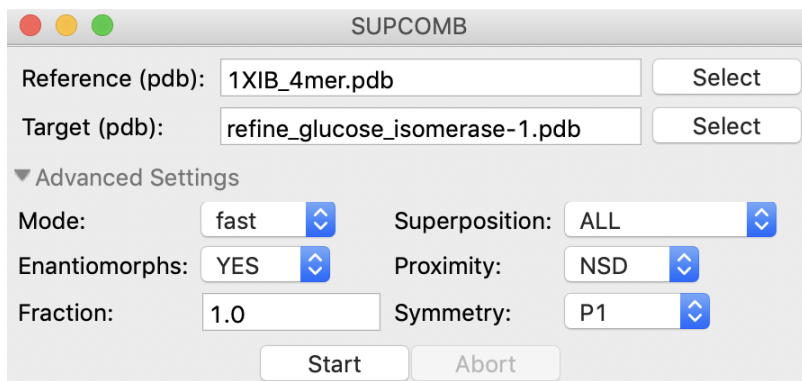 SUPCOMB
Reference (pdb): 1XIB_4mer.pdb Select
Target (pdb): refine_glucose_isomerase-1.pdb Select
Advanced Settings
Mode: fast Superposition: ALL
Enantiomorphs: YES Proximity: NSD
Fraction: 1.0 Symmetry: P1
Start Abort